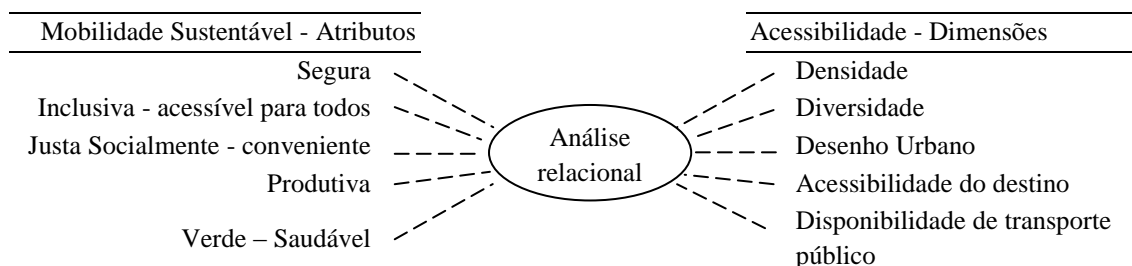 Mobilidade Sustentável - Atributos
Segura
Inclusiva - acessível para todos
Justa Socialmente - conveniente
Produtiva
Verde – Saudável
Análise
relacional
Acessibilidade - Dimensões
Densidade
Diversidade
Desenho Urbano
Acessibilidade do destino
Disponibilidade de transporte
público